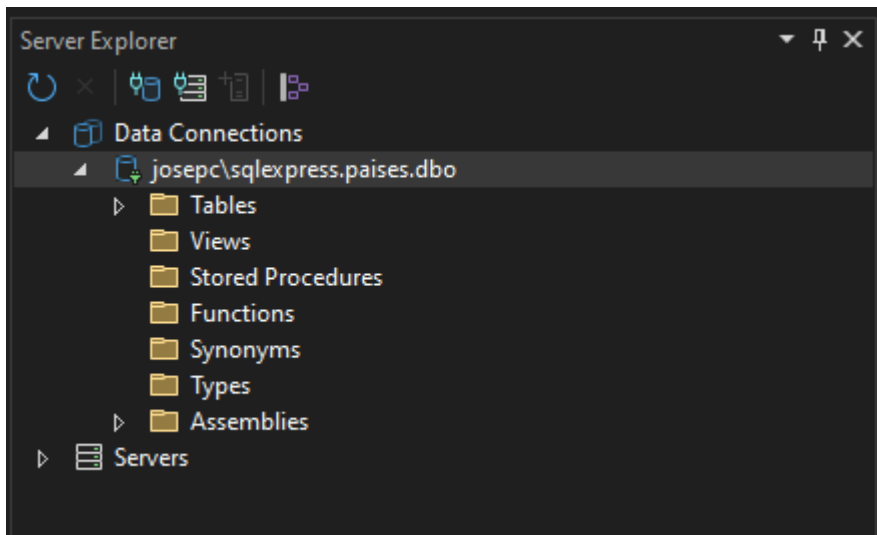 Server Explorer
Data Connections
josepc\sqlexpress.paises.dbo
Tables
Views
Stored Procedures
Functions
Synonyms
Types
Assemblies
Servers